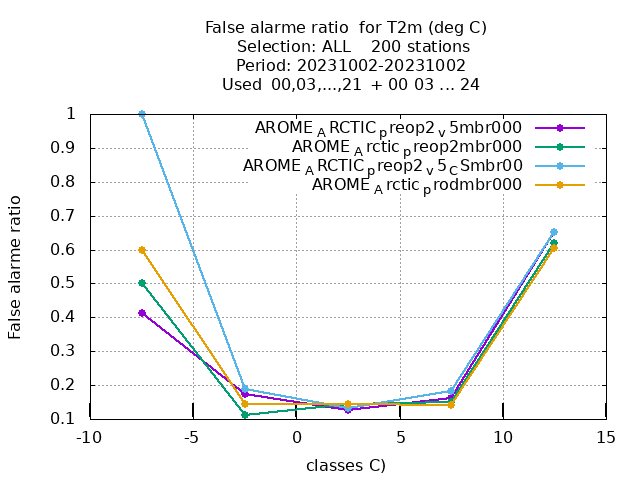 False alarme ratio  for T2m (deg C)
Selection: ALL    200 stations
Period: 20231002-20231002
Used  00,03,...,21  + 00 03 ... 24
AROME_ARCTIC_preop2_v5mbr000
AROME_Arctic_preop2mbr000
AROME_ARCTIC_preop2_v5_CSmbr00
AROME_Arctic_prodmbr000
1
0.9
0.8
0.7
0.6
0.5
0.4
0.3
0.2
0.1
False alarme ratio
-10 -5 0 5 10 15
classes C)